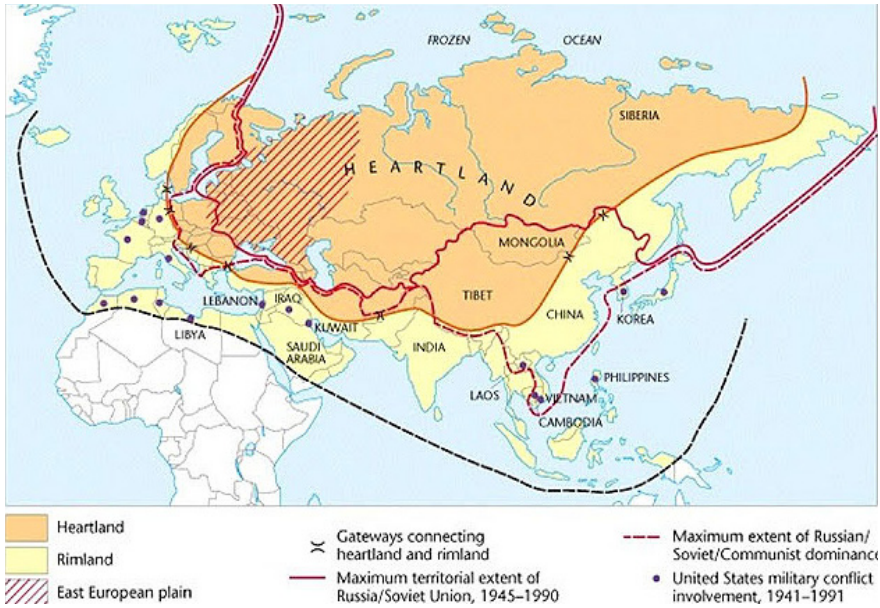 FROZEN OCEAN
SIBERIA
HEARTLAND
MONGOLIA
TIBET
CHINA
KOREA
LEBANON
IRAQ
KUWAIT
LIBYA
SAUDI
ARABIA
INDIA
PHILIPPINES
LAOS
VIETNAM
CAMBODIA
Heartland
Rimland
East European plain
Gateways connecting
heartland and rimland
Maximum territorial extent of
Russia/Soviet Union, 1945–1990
Maximum extent of Russian/
Soviet/Communist dominance
United States military conflict
involvement, 1941–1991